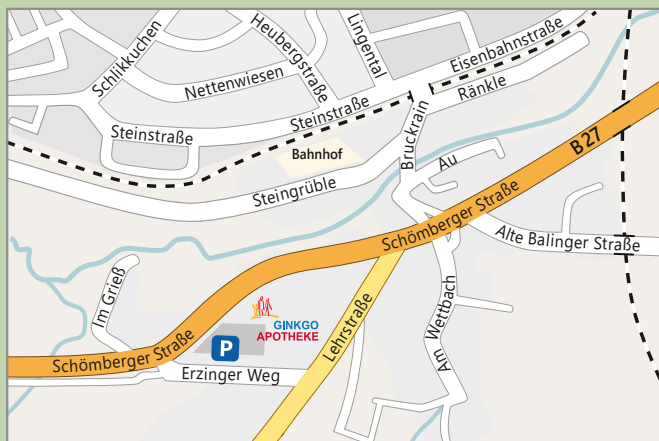 Schlikkuchen
Heubergstraße
Lingental
Eisenbahnstraße
Nettenwiesen
Ränkle
Steinstraße
Steinstraße
Bahnhof
Bruckrain
B 27
Au
Steingrüble
Schömberger Straße
Alte Balinger Straße
Im Grieß
GINKGO
APOTHEKE
P
Lehrstraße
Am Wettbach
Schömberger Straße
Erzinger Weg